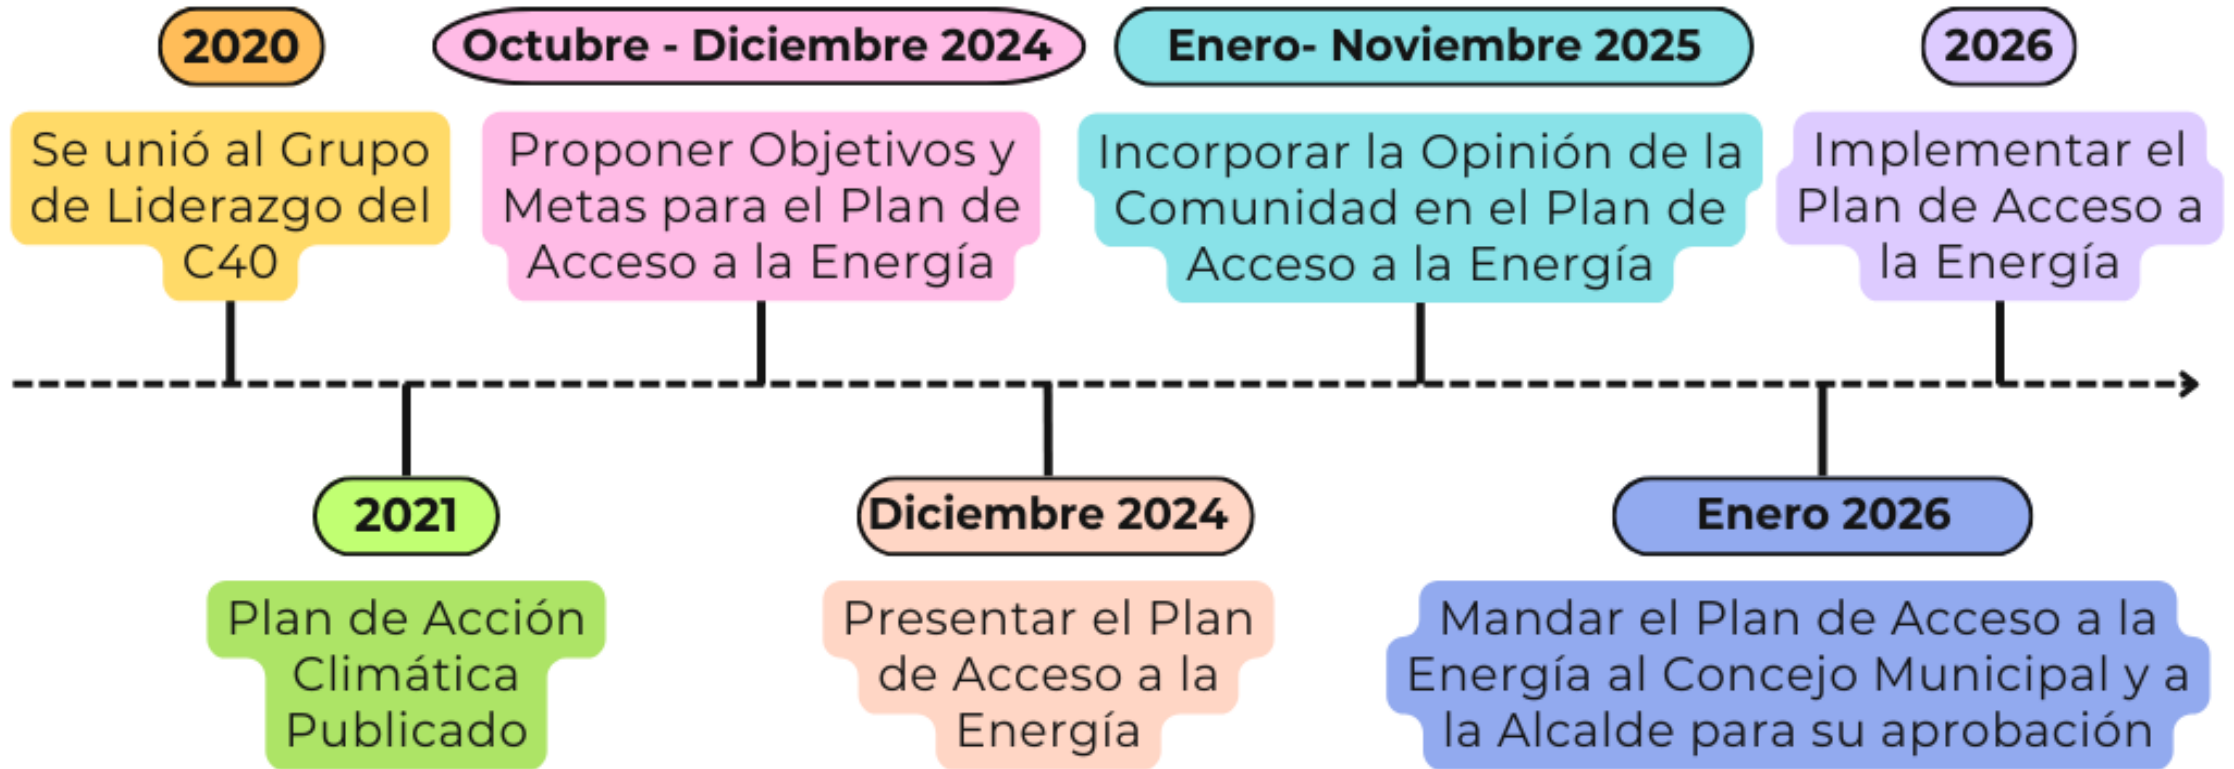 2020
Se unió al Grupo
de Liderazgo del
C40
2021
Plan de Acción
Climática
Publicado
Octubre - Diciembre 2024
Proponer Objetivos y
Metas para el Plan de
Acceso a la Energía
Diciembre 2024
Presentar el Plan
de Acceso a la
Energía
Enero- Noviembre 2025
Incorporar la Opinión de la
Comunidad en el Plan de
Acceso a la Energía
Enero 2026
Mandar el Plan de Acceso a la
Energía al Concejo Municipal y a
la Alcalde para su aprobación
2026
Implementar el
Plan de Acceso a
la Energía